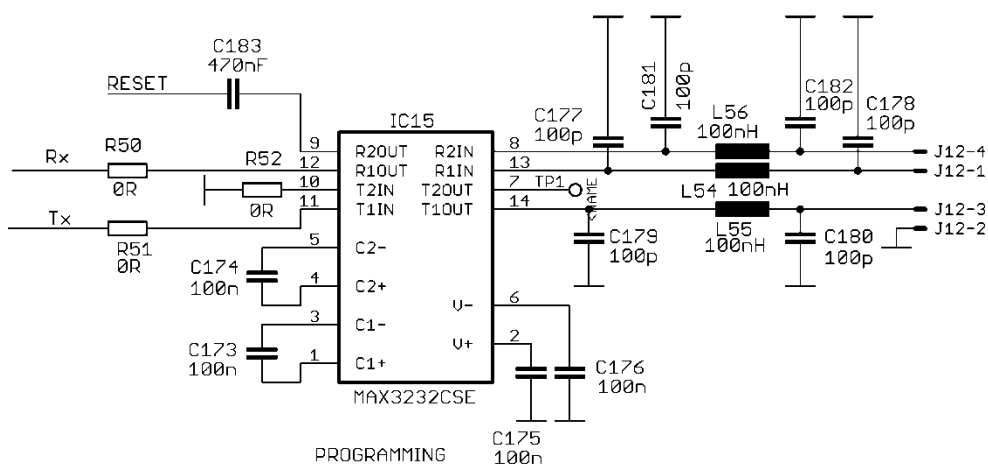 C183
470nF
RESET
IC15
C177
100p
C181
100p
L56
100nH
C182
100p
C178
100p
Rx
R50
0R
R52
0R
9
12
10
11
R2OUT
R1OUT
T2IN
T1IN
R2IN
R1IN
T2OUT
T1OUT
8
13
7
14
TP1
<NAME
L54
100nH
J12-4
J12-1
J12-3
J12-2
Tx
R51
0R
L55
100nH
C179
100p
C180
100p
C174
100n
5
4
C2-
C2+
C173
100n
3
1
C1-
C1+
V-
V+
6
2
C176
100n
MAX3232CSE
C175
100n
PROGRAMMING